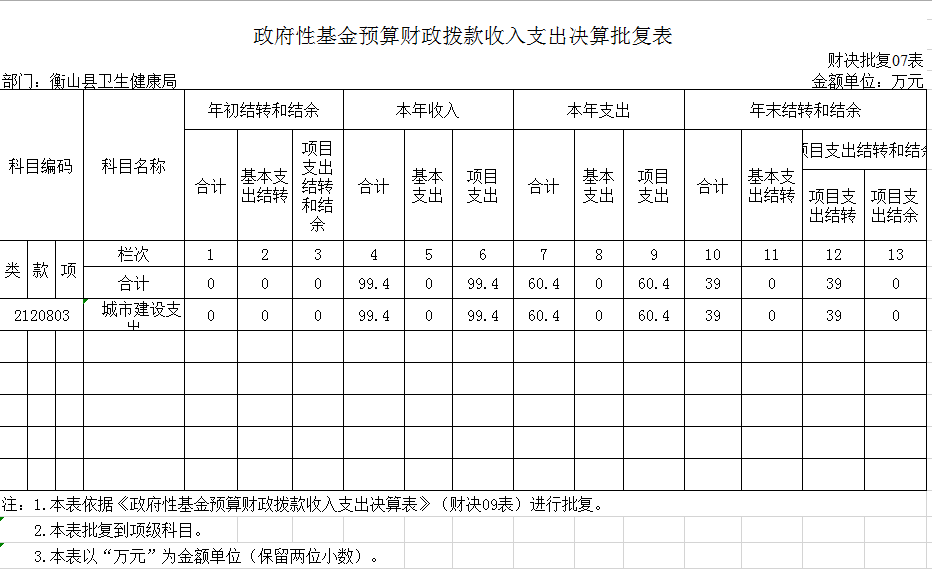 政府性基金预算财政拨款收入支出决算批复表
财决批复07表
部门：衡山县卫生健康局 金额单位：万元
科目编码 科目名称 年初结转和结余 本年收入 本年支出 年末结转和结余
合计 基本支出结转 项目支出结转和结余 合计 基本支出 项目支出 合计 基本支出 项目支出 合计 基本支出结转 项目支出结转和结余
项目支出结转 项目支出结余
类 款 项 栏次 1 2 3 4 5 6 7 8 9 10 11 12 13
合计 0 0 0 99.4 0 99.4 60.4 0 60.4 39 0 39 0
2120803 城市建设支出 0 0 0 99.4 0 99.4 60.4 0 60.4 39 0 39 0
注：1.本表依据《政府性基金预算财政拨款收入支出决算表》（财决09表）进行批复。
2.本表批复到项级科目。
3.本表以“万元”为金额单位（保留两位小数）。